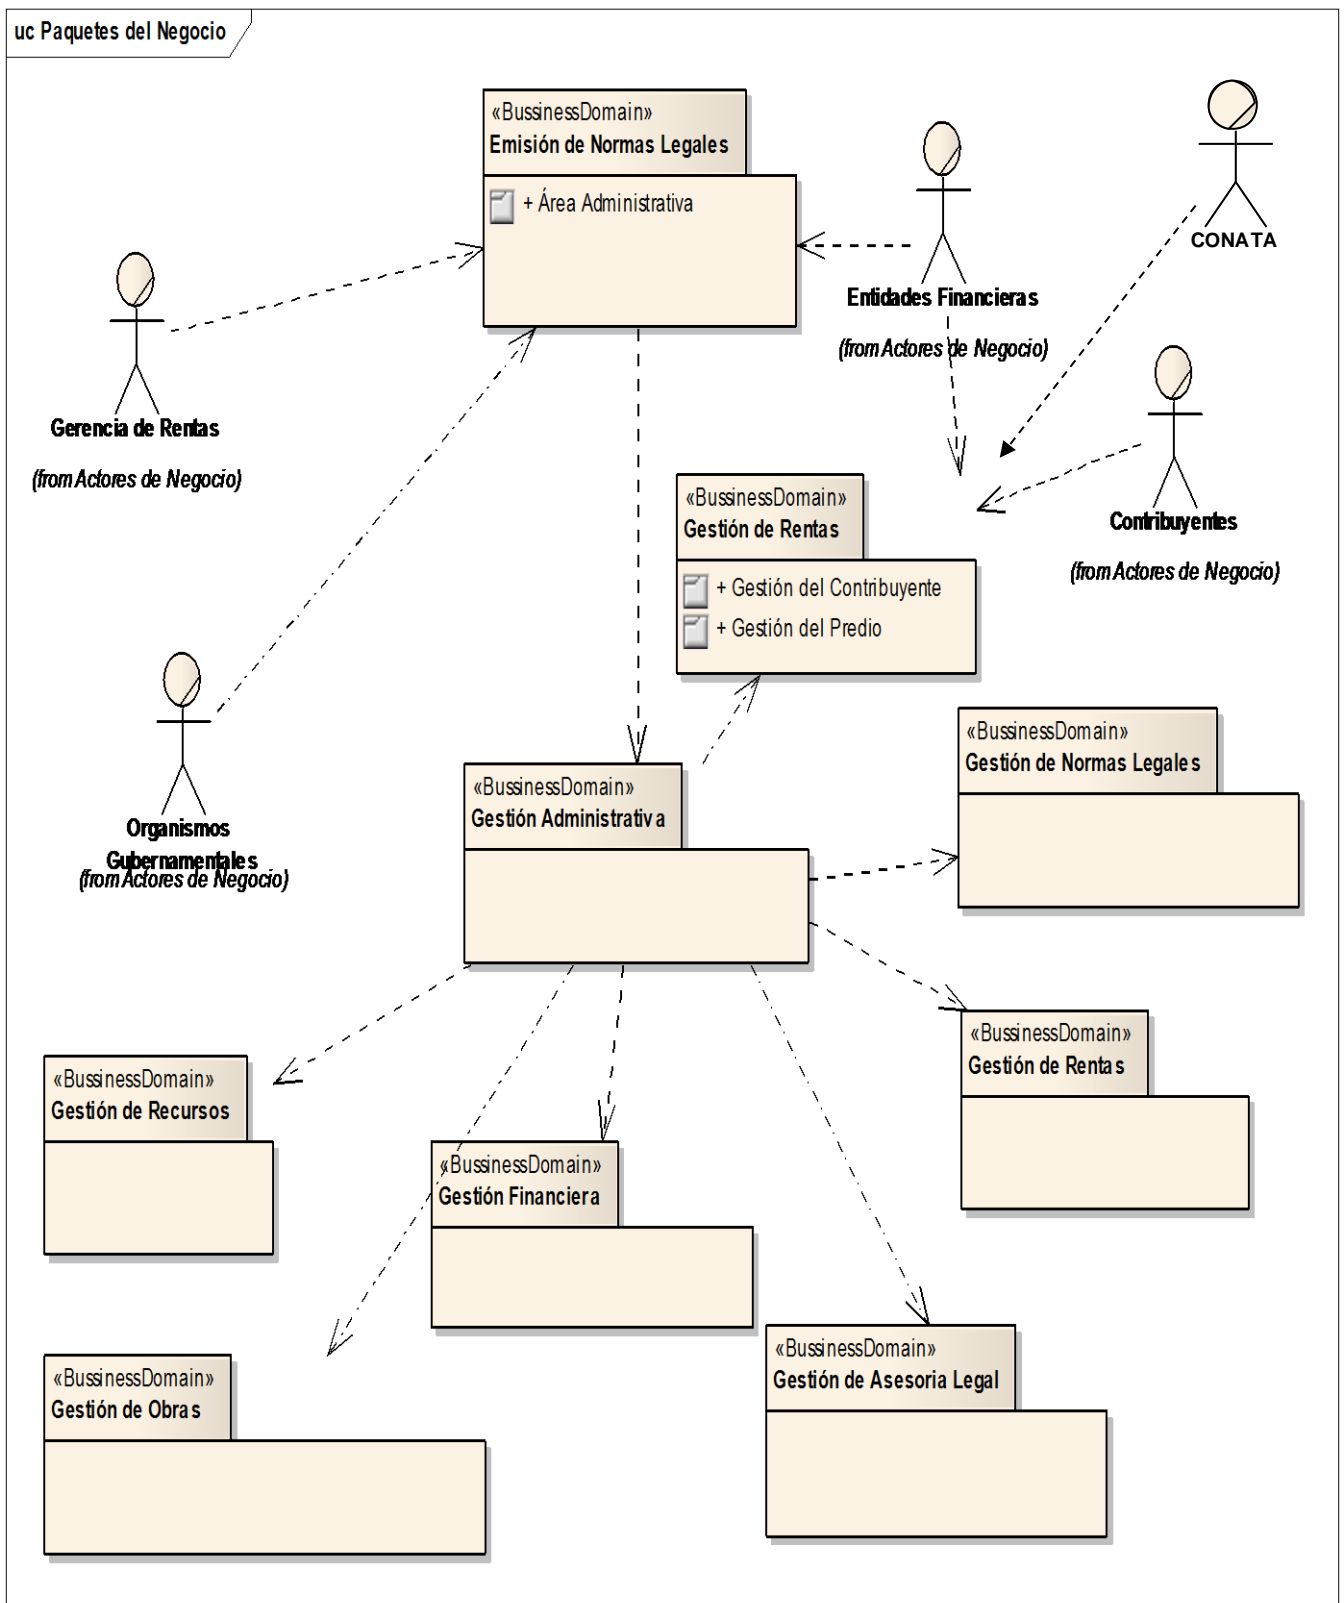 uc Paquetes del Negocio
«BussinessDomain»
Emisión de Normas Legales
+ Área Administrativa
CONATA
Entidades Financieras
(from Actores de Negocio)
Gerencia de Rentas
(from Actores de Negocio)
Contribuyentes
(from Actores de Negocio)
«BussinessDomain»
Gestión de Rentas
+ Gestión del Contribuyente
+ Gestión del Predio
Organismos
Gubernamentales
(from Actores de Negocio)
«BussinessDomain»
Gestión de Normas Legales
«BussinessDomain»
Gestión Administrativa
«BussinessDomain»
Gestión de Rentas
«BussinessDomain»
Gestión de Recursos
«BussinessDomain»
Gestión Financiera
«BussinessDomain»
Gestión de Asesoria Legal
«BussinessDomain»
Gestión de Obras